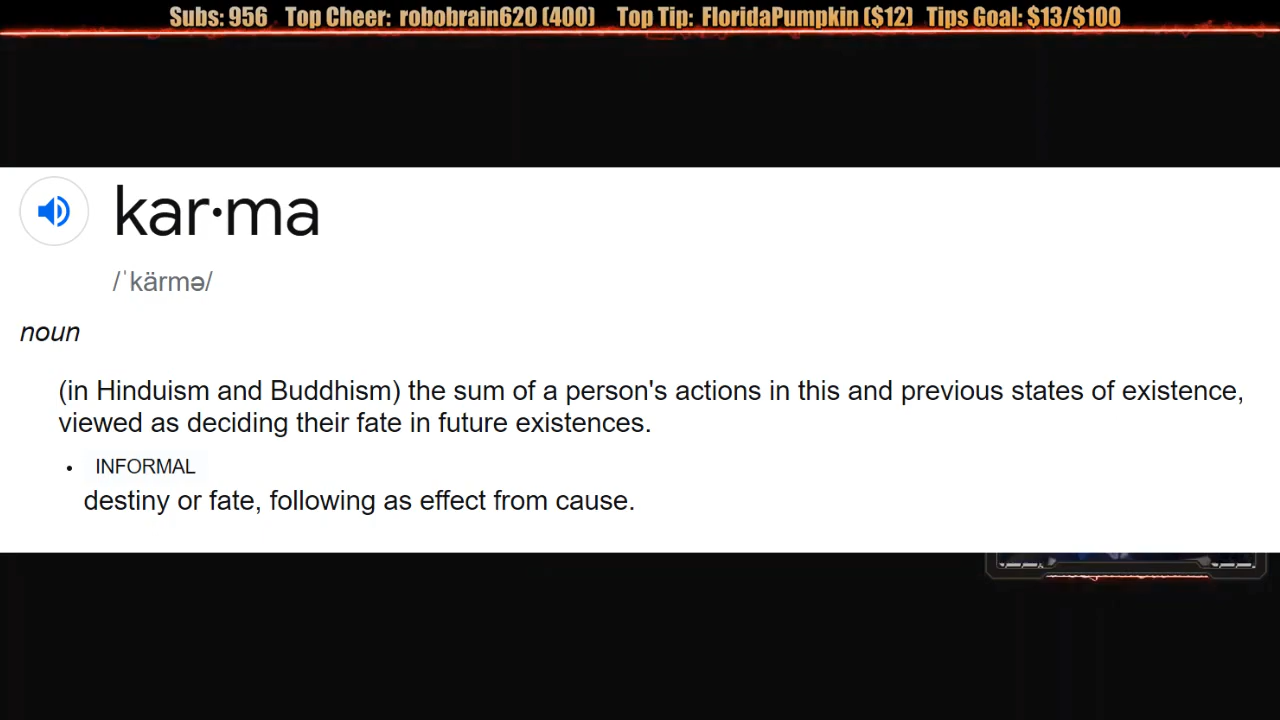 Subs: 956 Top Cheer: robobrain620 (400) Top Tip: FloridaPumpkin ($12) Tips Goal: $13/$100
kar·ma
/ˈkärmə/
noun
(in Hinduism and Buddhism) the sum of a person's actions in this and previous states of existence,
viewed as deciding their fate in future existences.
• INFORMAL
destiny or fate, following as effect from cause.